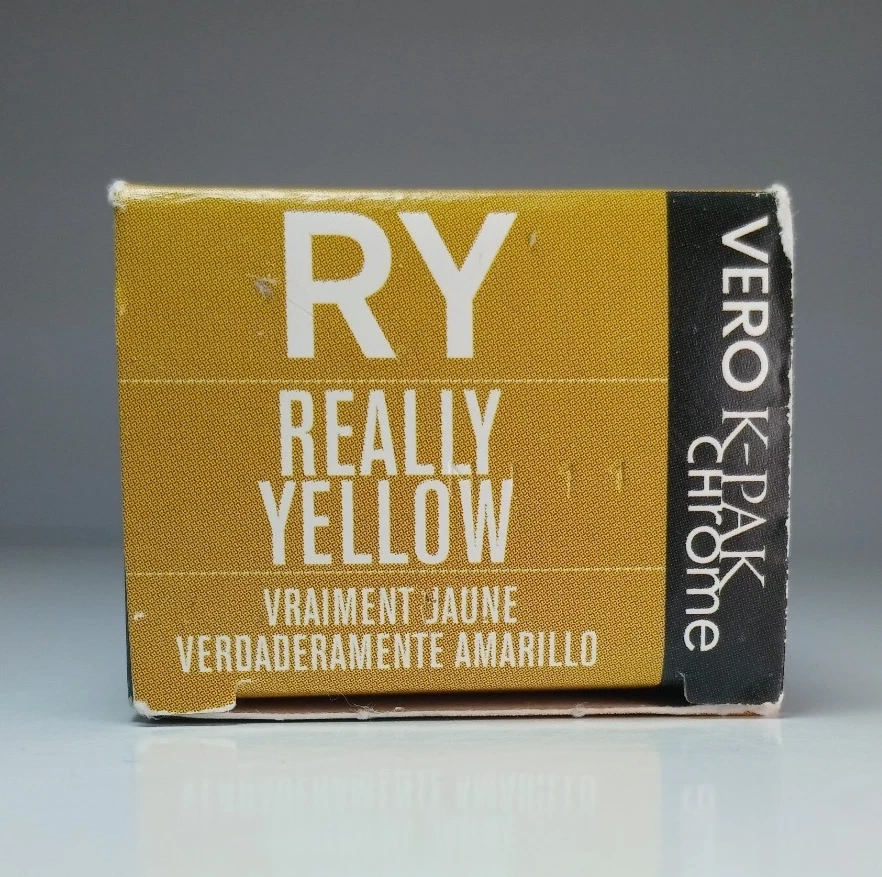 RY
REALLY
YELLOW
VRAIMENT JAUNE
VERDADERAMENTE AMARILLO
VERO K-PAK
CHrome